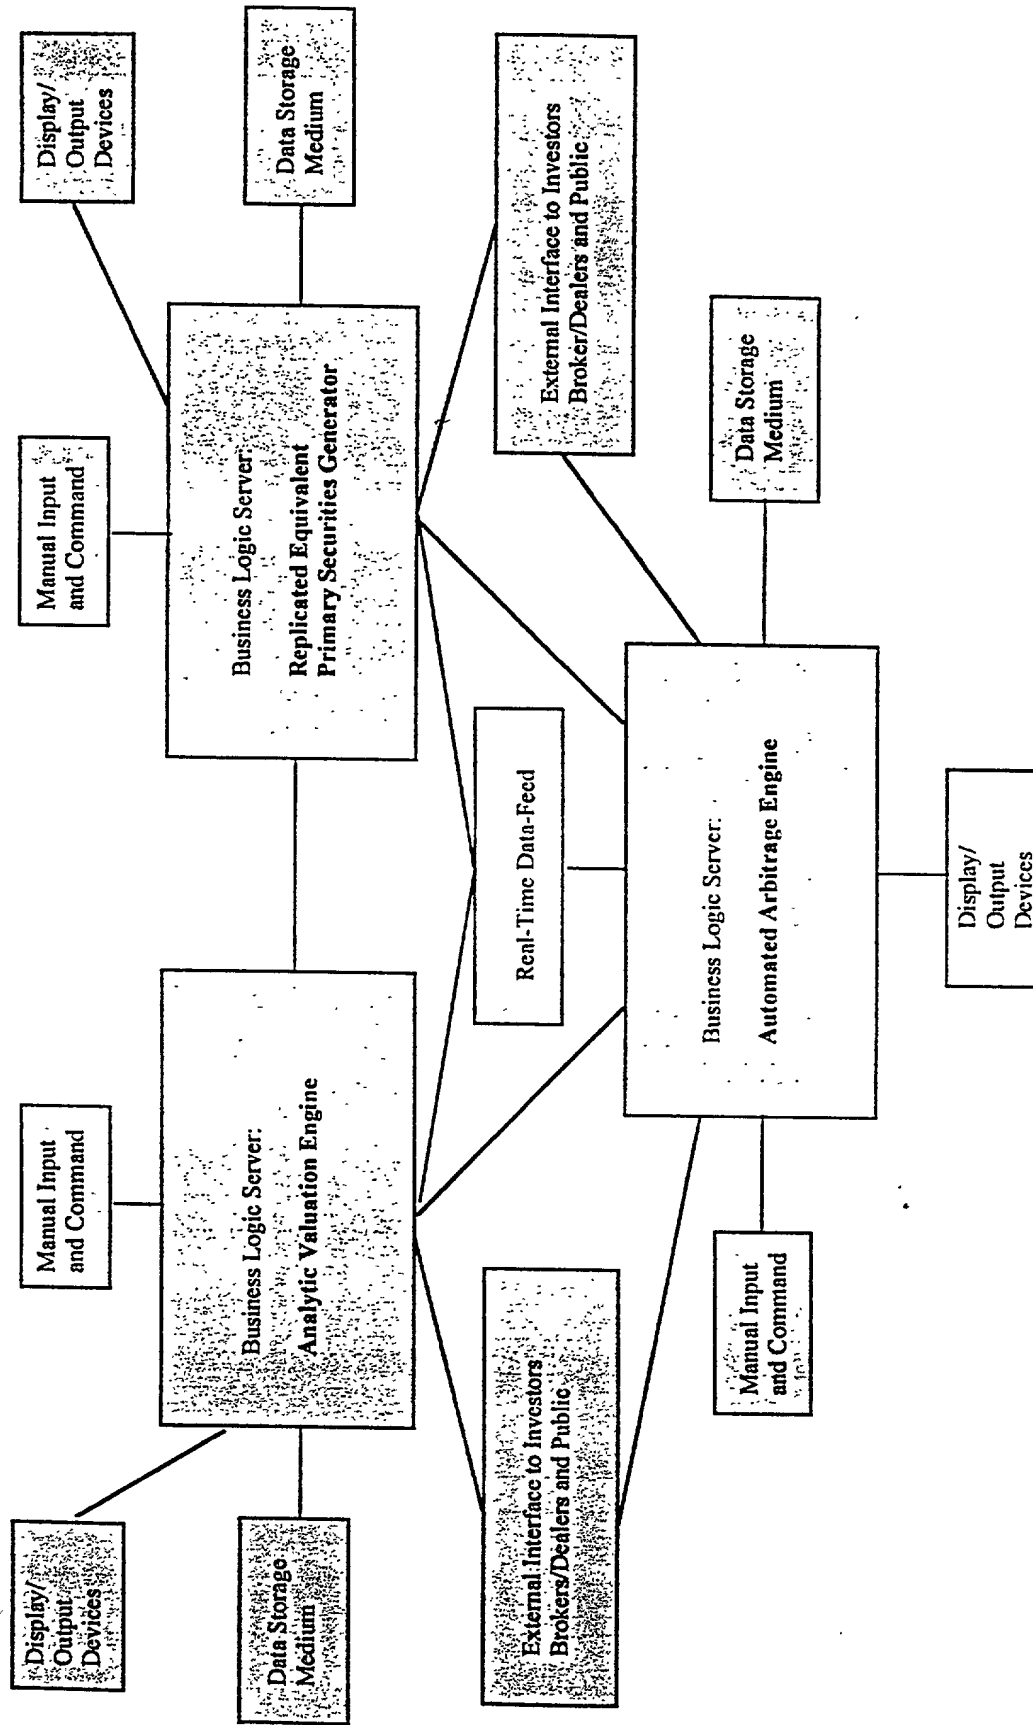 Display/
Output
Devices
Manual Input
and Command
Manual Input
and Command
Display/
Output
Devices
Data Storage
Medium
Business Logic Server:
Analytic Valuation Engine
Business Logic Server:
Replicated Equivalent
Primary Securities Generator
Data Storage
Medium
External Interface to Investors
Brokers/Dealers and Public
Real-Time Data-Feed
External Interface to Investors
Broker/Dealers and Public
Manual Input
and Command
Business Logic Server:
Automated Arbitrage Engine
Data Storage
Medium
Display/
Output
Devices